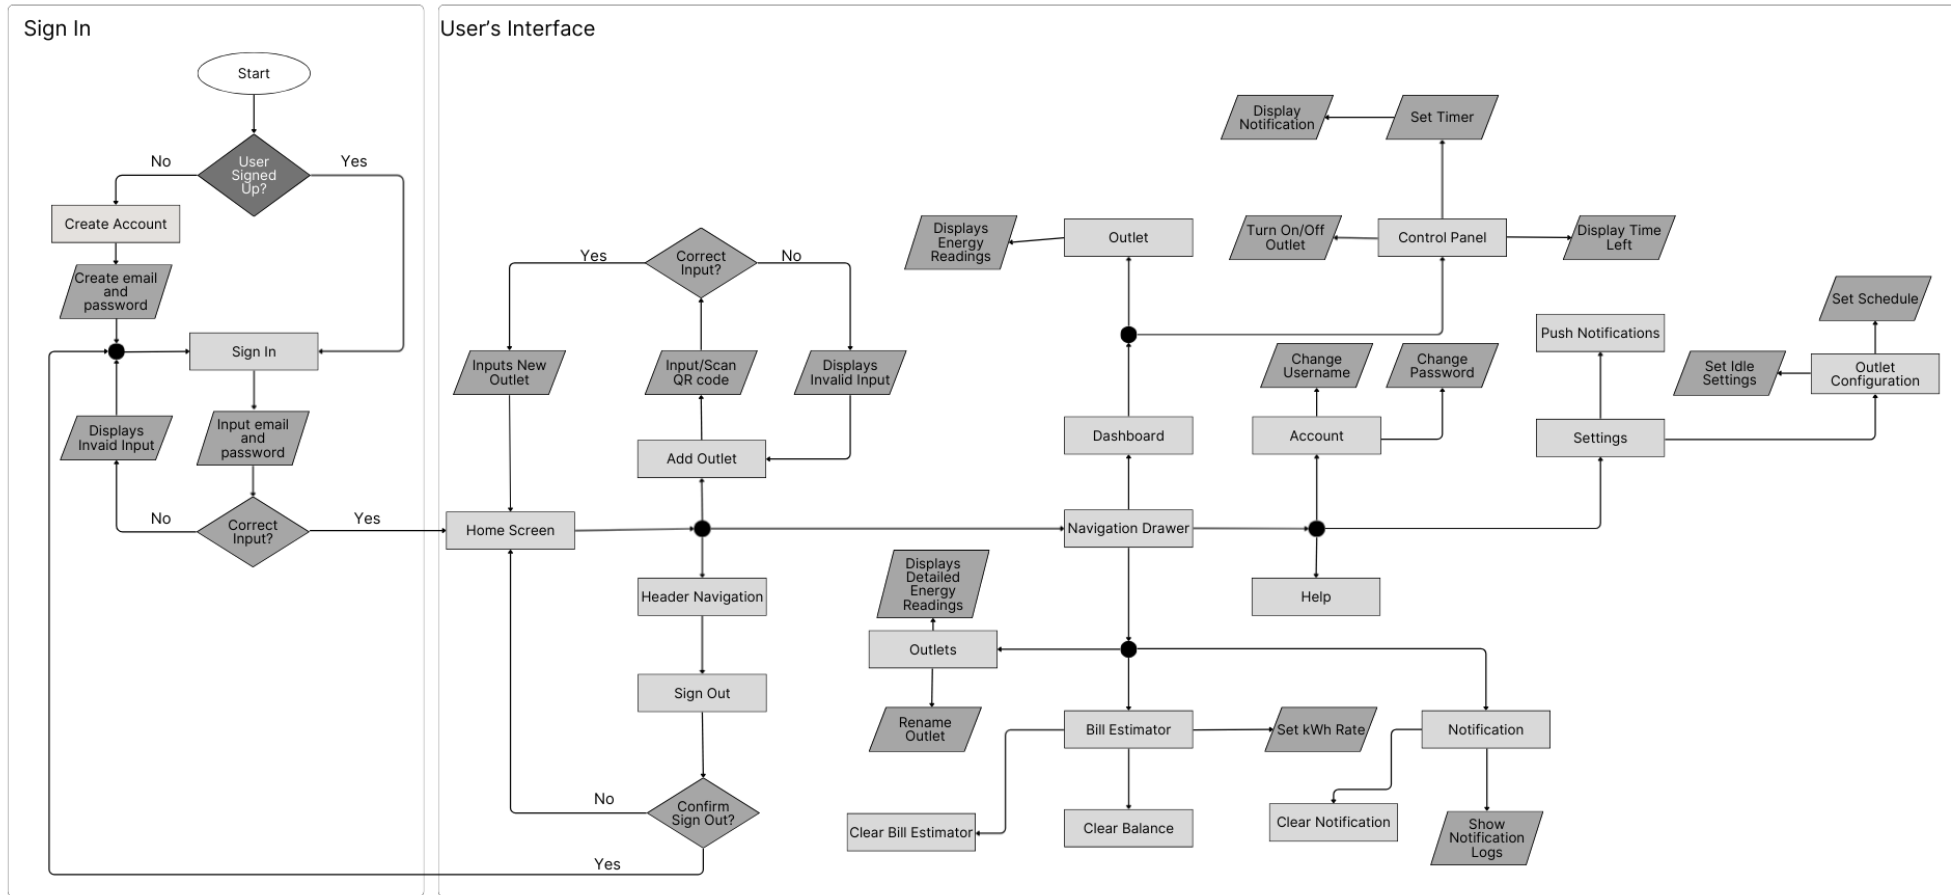 Sign In
User's Interface
Start
User
Signed
Up?
No
Yes
Create Account
Create email
and
password
Sign In
Displays
Invaid Input
Input email
and
password
Correct
Input?
No
Yes
Correct
Input?
Yes
No
Inputs New
Outlet
Input/Scan
QR code
Displays
Invalid Input
Add Outlet
Home Screen
Header Navigation
Sign Out
Confirm
Sign Out?
No
Yes
Display
Notification
Set Timer
Displays
Energy
Readings
Outlet
Turn On/Off
Outlet
Control Panel
Display Time
Left
Set Schedule
Push Notifications
Change
Username
Change
Password
Set Idle
Settings
Outlet
Configuration
Dashboard
Account
Settings
Navigation Drawer
Help
Displays
Detailed
Energy
Readings
Outlets
Rename
Outlet
Bill Estimator
Set kWh Rate
Notification
Clear Bill Estimator
Clear Balance
Clear Notification
Show
Notification
Logs